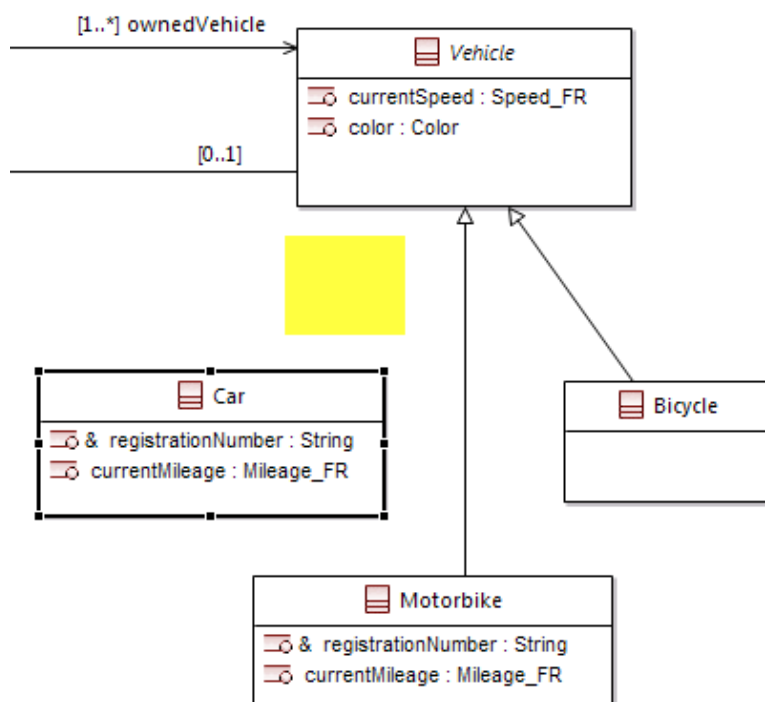 [1..*] ownedVehicle
Vehicle
currentSpeed : Speed_FR
color : Color
[0..1]
Car
& registrationNumber : String
currentMileage : Mileage_FR
Bicycle
Motorbike
& registrationNumber : String
currentMileage : Mileage_FR